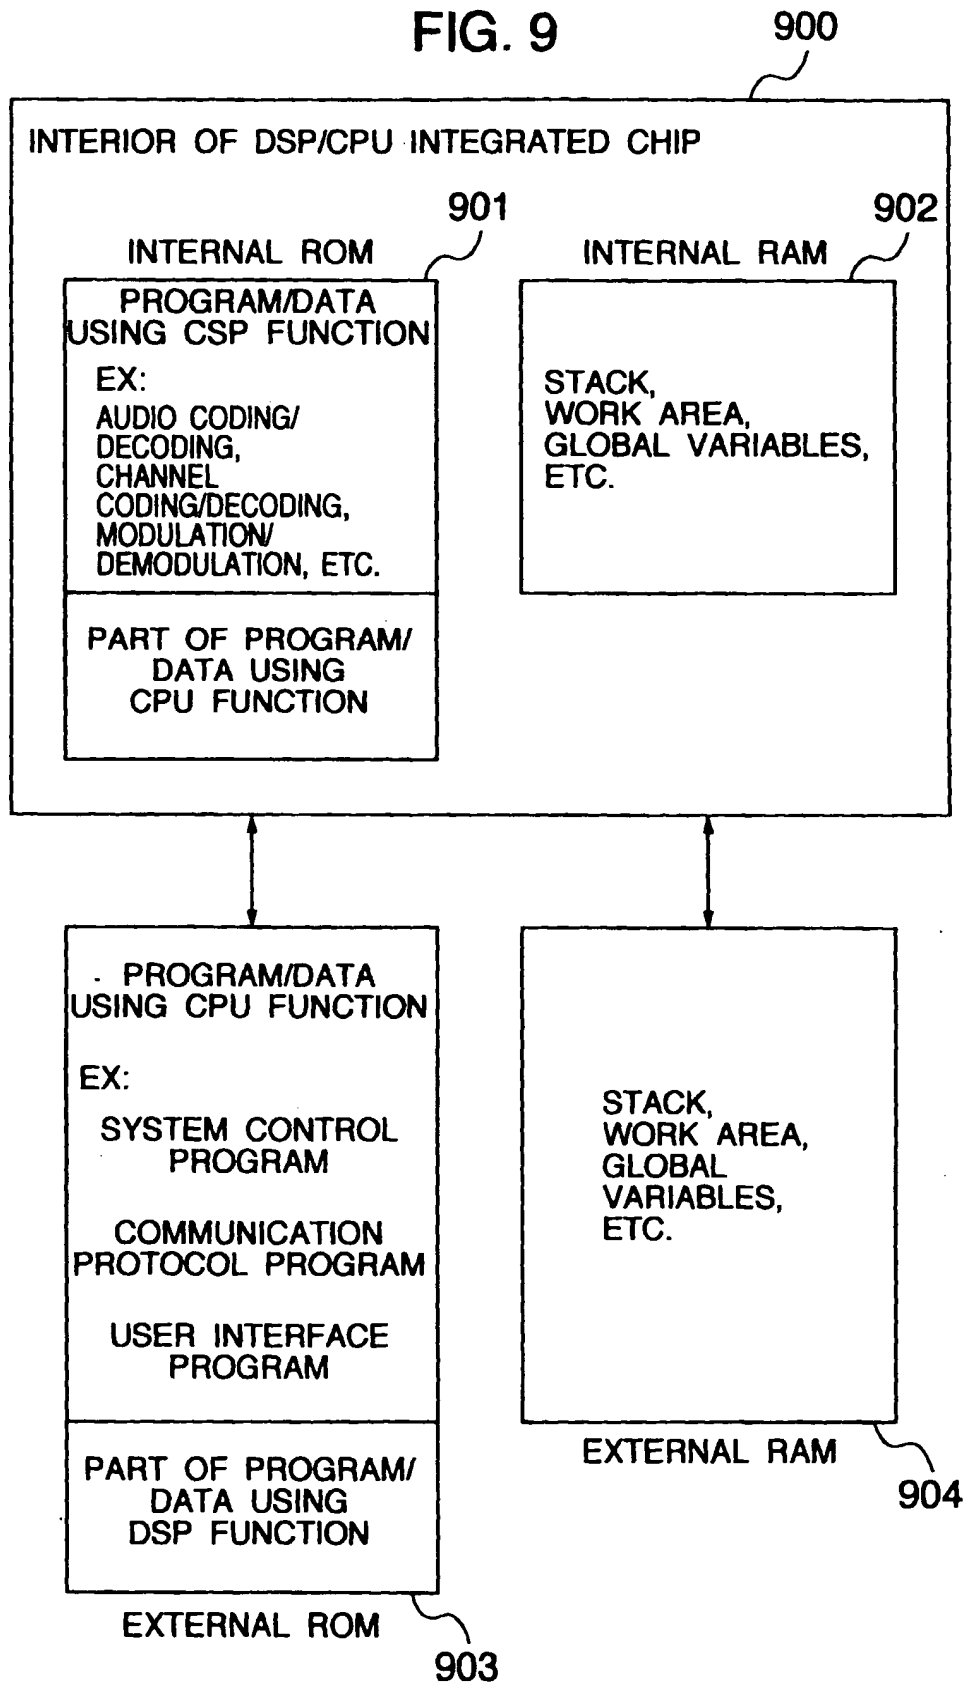 FIG. 9
900
INTERIOR OF DSP/CPU INTEGRATED CHIP
901
INTERNAL ROM
PROGRAM/DATA
USING CSP FUNCTION
EX:
AUDIO CODING/
DECODING,
CHANNEL
CODING/DECODING,
MODULATION/
DEMODULATION, ETC.
PART OF PROGRAM/
DATA USING
CPU FUNCTION
902
INTERNAL RAM
STACK,
WORK AREA,
GLOBAL VARIABLES,
ETC.
PROGRAM/DATA
USING CPU FUNCTION
EX:
SYSTEM CONTROL
PROGRAM
COMMUNICATION
PROTOCOL PROGRAM
USER INTERFACE
PROGRAM
PART OF PROGRAM/
DATA USING
DSP FUNCTION
EXTERNAL ROM
903
STACK,
WORK AREA,
GLOBAL
VARIABLES,
ETC.
EXTERNAL RAM
904